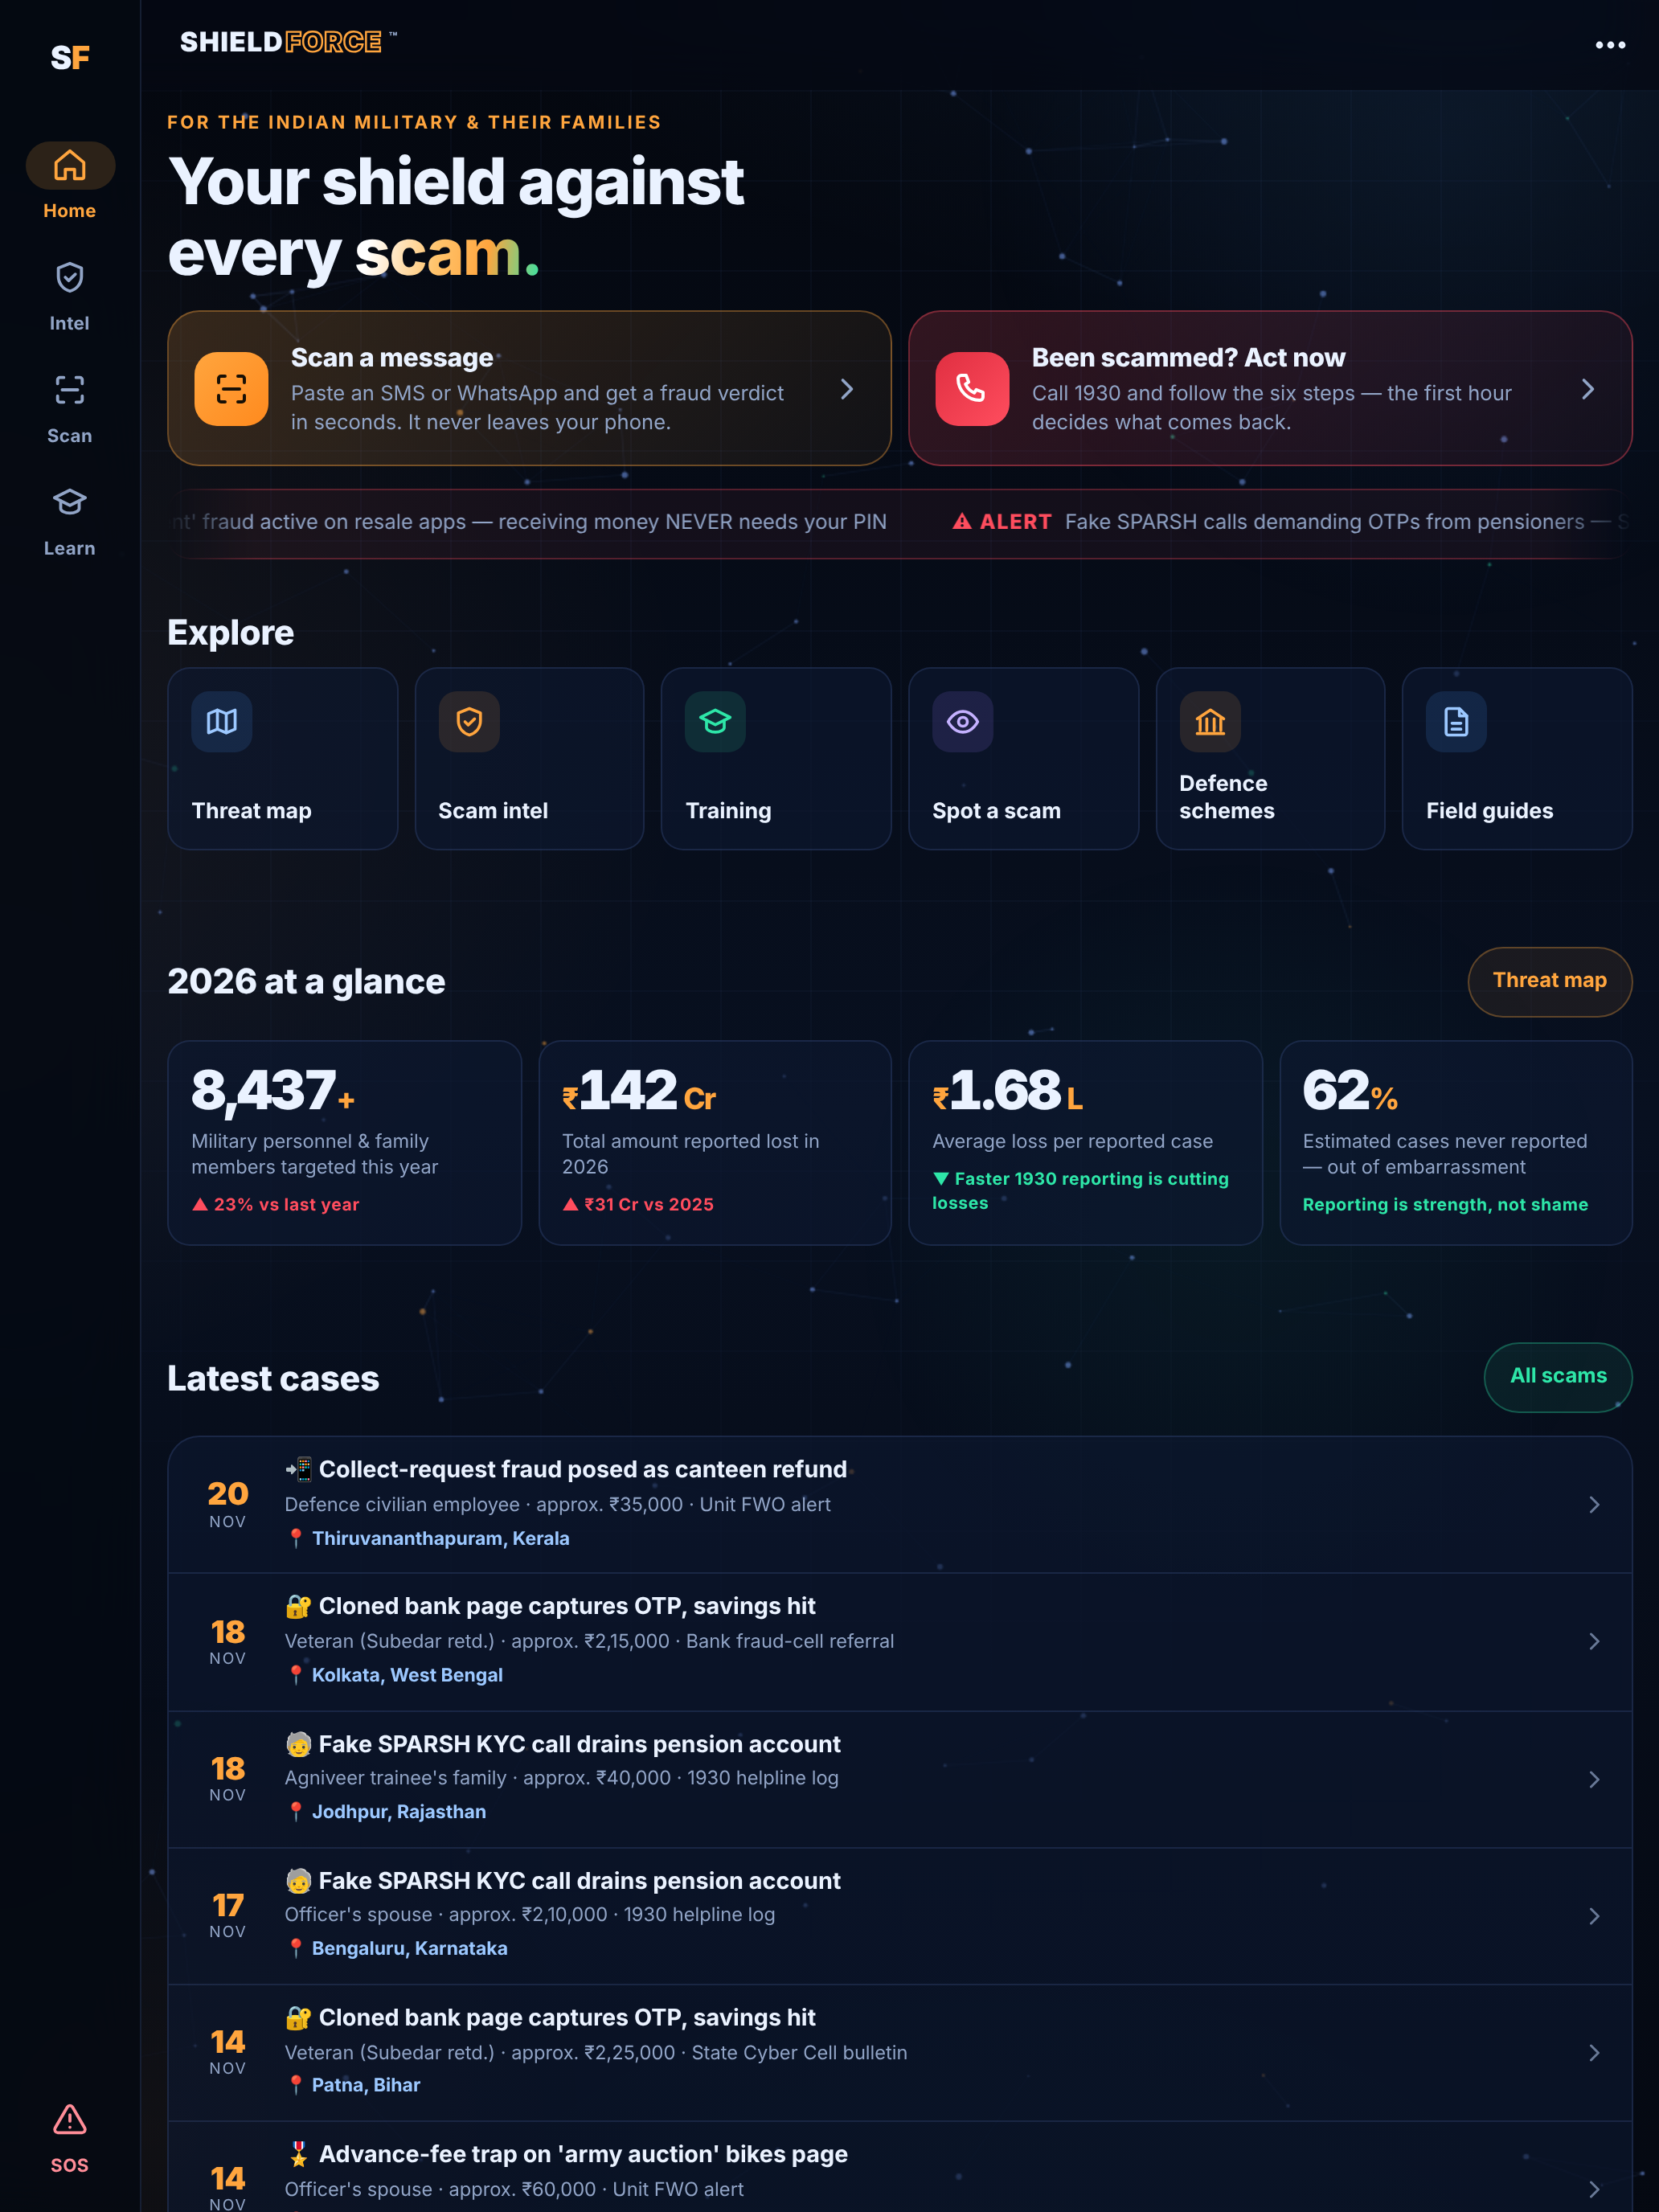 SF
SHIELDFORCE ™
Home
Intel
Scan
Learn
SOS
FOR THE INDIAN MILITARY & THEIR FAMILIES
Your shield against
every scam.
Scan a message
Paste an SMS or WhatsApp and get a fraud verdict
in seconds. It never leaves your phone.
Been scammed? Act now
Call 1930 and follow the six steps — the first hour
decides what comes back.
nt' fraud active on resale apps — receiving money NEVER needs your PIN
▲ ALERT Fake SPARSH calls demanding OTPs from pensioners — S
Explore
Threat map
Scam intel
Training
Spot a scam
Defence
schemes
Field guides
2026 at a glance
Threat map
8,437+
Military personnel & family
members targeted this year
▲ 23% vs last year
₹142 Cr
Total amount reported lost in
2026
▲ ₹31 Cr vs 2025
₹1.68 L
Average loss per reported case
▼ Faster 1930 reporting is cutting
losses
62%
Estimated cases never reported
— out of embarrassment
Reporting is strength, not shame
Latest cases
All scams
20
NOV
📲 Collect-request fraud posed as canteen refund
Defence civilian employee · approx. ₹35,000 · Unit FWO alert
📍 Thiruvananthapuram, Kerala
18
NOV
🔐 Cloned bank page captures OTP, savings hit
Veteran (Subedar retd.) · approx. ₹2,15,000 · Bank fraud-cell referral
📍 Kolkata, West Bengal
18
NOV
🧓 Fake SPARSH KYC call drains pension account
Agniveer trainee's family · approx. ₹40,000 · 1930 helpline log
📍 Jodhpur, Rajasthan
17
NOV
🧓 Fake SPARSH KYC call drains pension account
Officer's spouse · approx. ₹2,10,000 · 1930 helpline log
📍 Bengaluru, Karnataka
14
NOV
🔐 Cloned bank page captures OTP, savings hit
Veteran (Subedar retd.) · approx. ₹2,25,000 · State Cyber Cell bulletin
📍 Patna, Bihar
14
NOV
🎖️ Advance-fee trap on 'army auction' bikes page
Officer's spouse · approx. ₹60,000 · Unit FWO alert